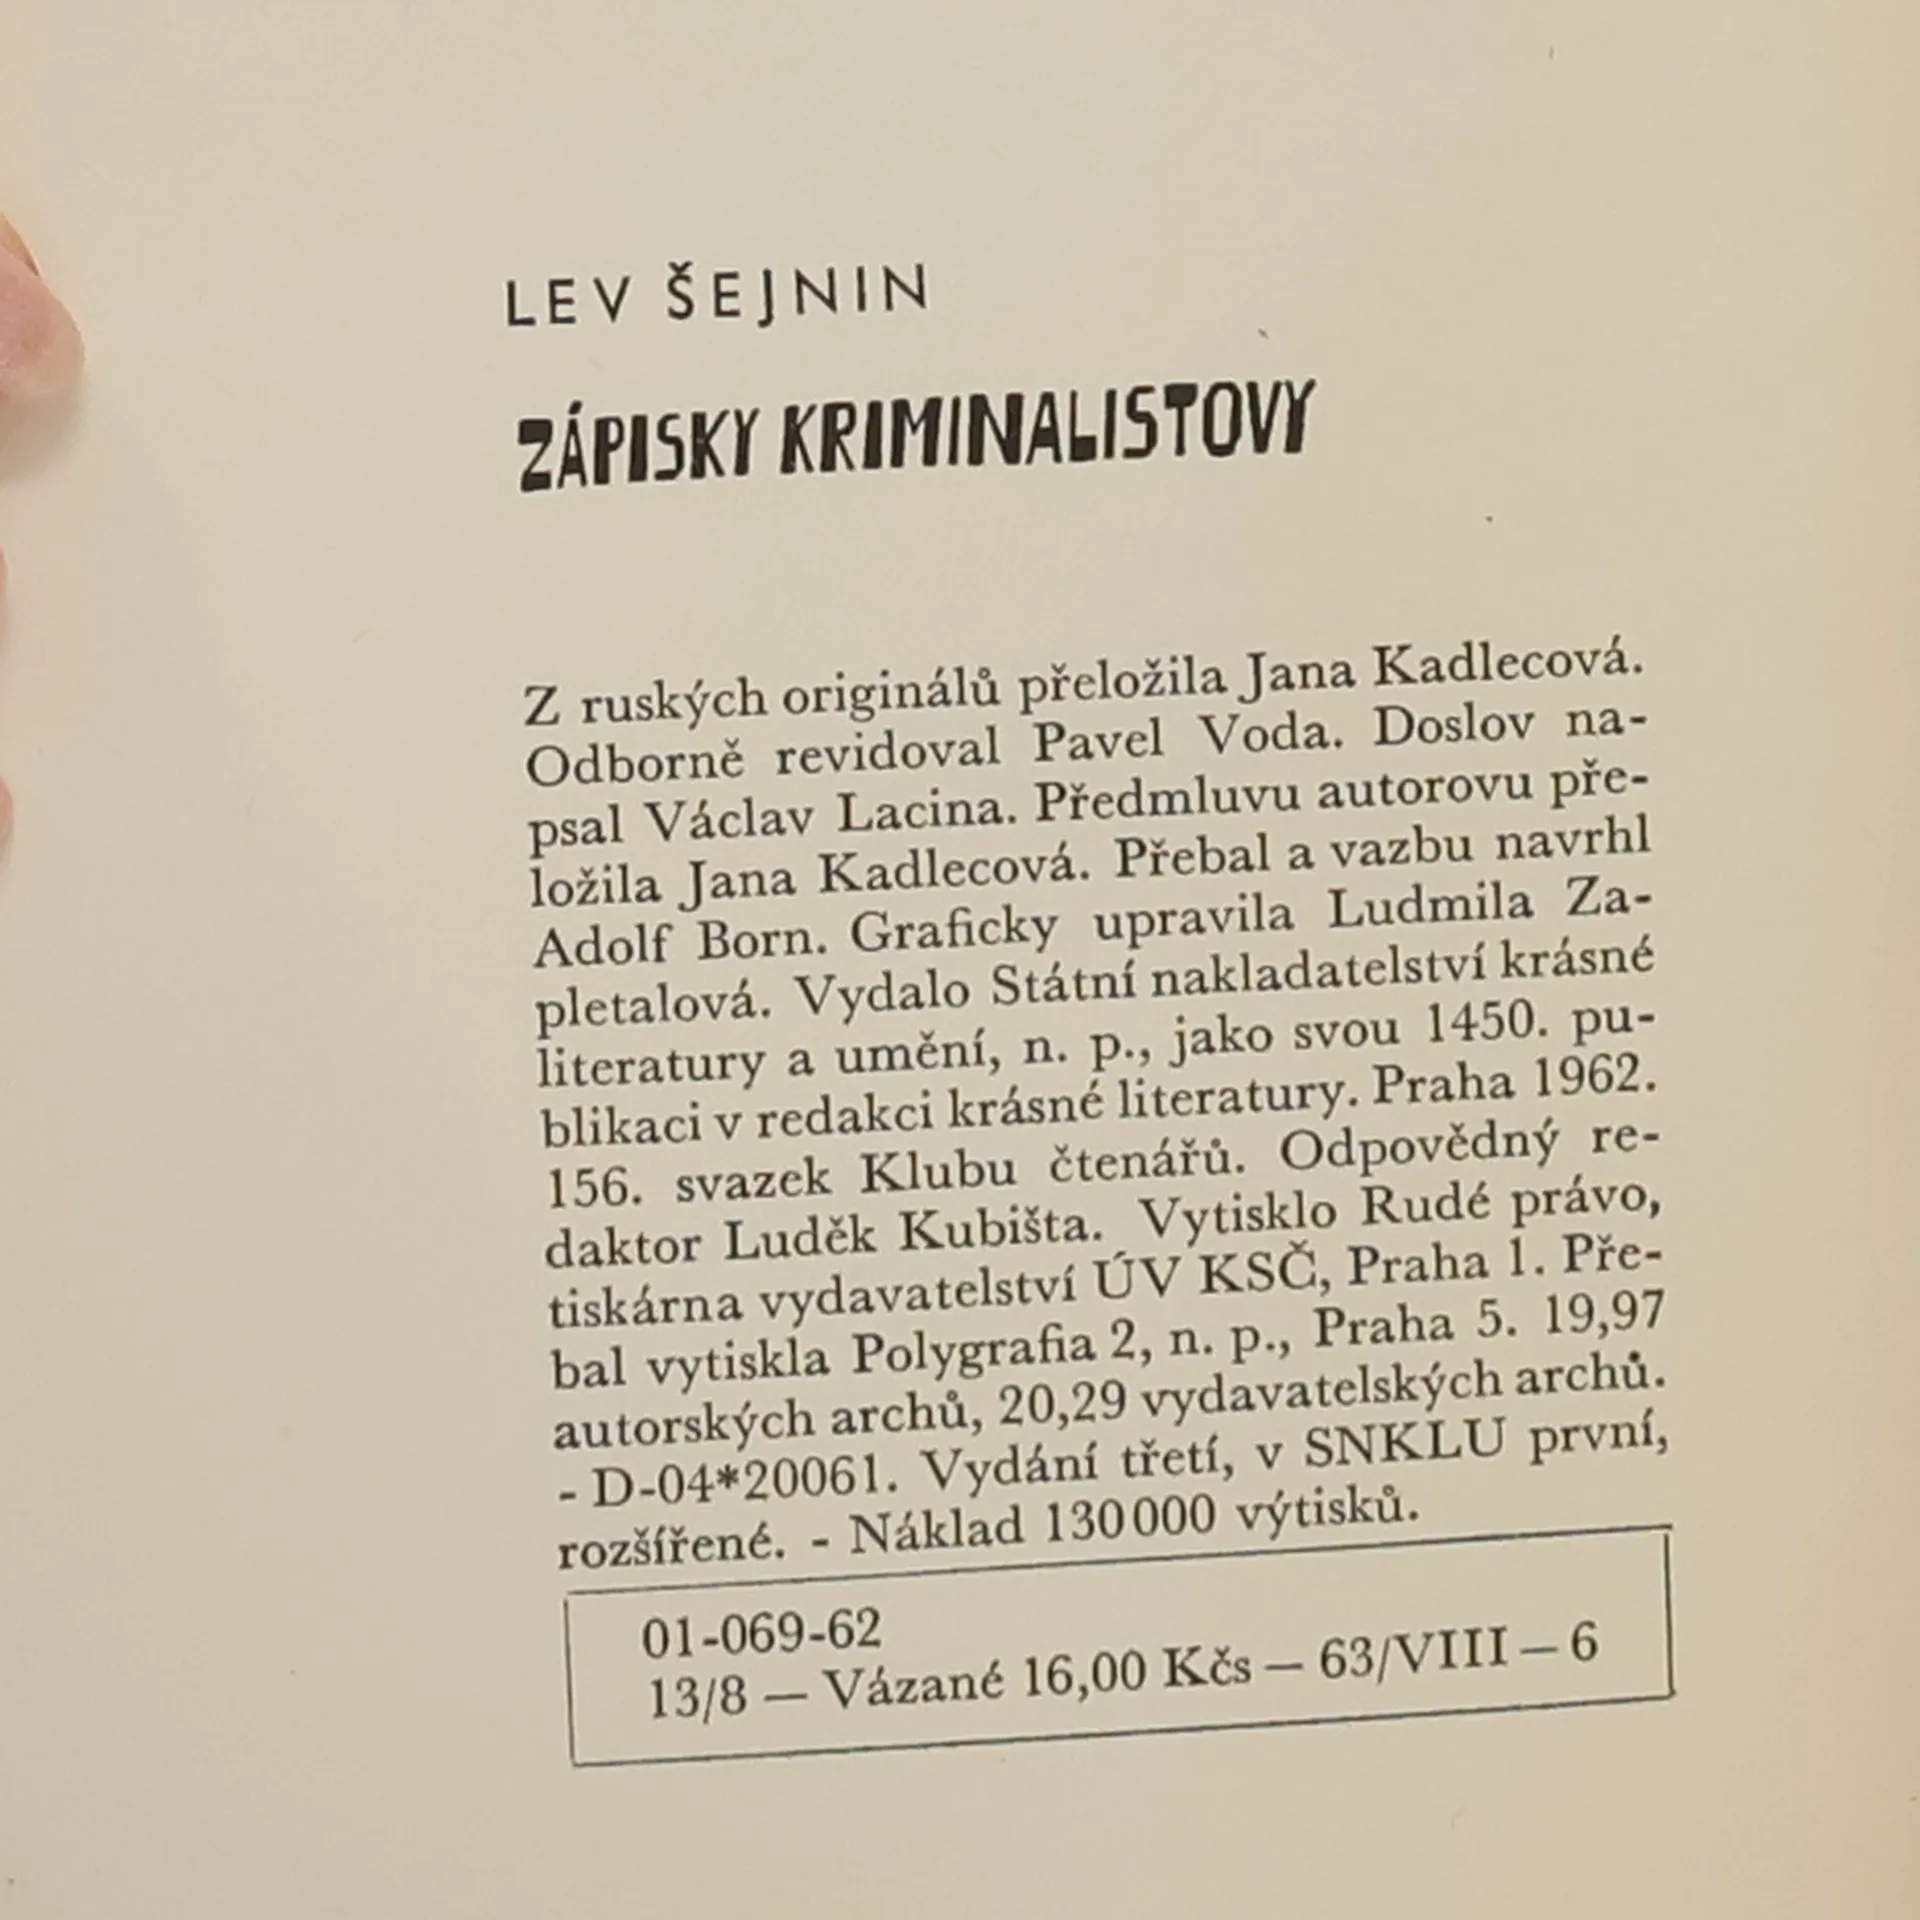 LEV ŠEJNIN
ZÁPISKY KRIMINALISTOVY
Z ruských originálů přeložila Jana Kadlecová.
Odborně revidoval Pavel Voda. Doslov na-
psal Václav Lacina. Předmluvu autorovu pře-
ložila Jana Kadlecová. Přebal a vazbu navrhl
Adolf Born. Graficky upravila Ludmila Za-
pletalová. Vydalo Státní nakladatelství krásné
literatury a umění, n. p., jako svou 1450. pu-
blikaci v redakci krásné literatury. Praha 1962.
156. svazek Klubu čtenářů. Odpovědný re-
daktor Luděk Kubišta. Vytisklo Rudé právo,
tiskárna vydavatelství ÚV KSČ, Praha 1. Pře-
bal vytiskla Polygrafia 2, n. p., Praha 5. 19,97
autorských archů, 20,29 vydavatelských archů.
- D-04*20061. Vydání třetí, v SNKLU první,
rozšířené. - Náklad 130000 výtisků.
01-069-62
13/8 — Vázané 16,00 Kčs — 63/VIII — 6